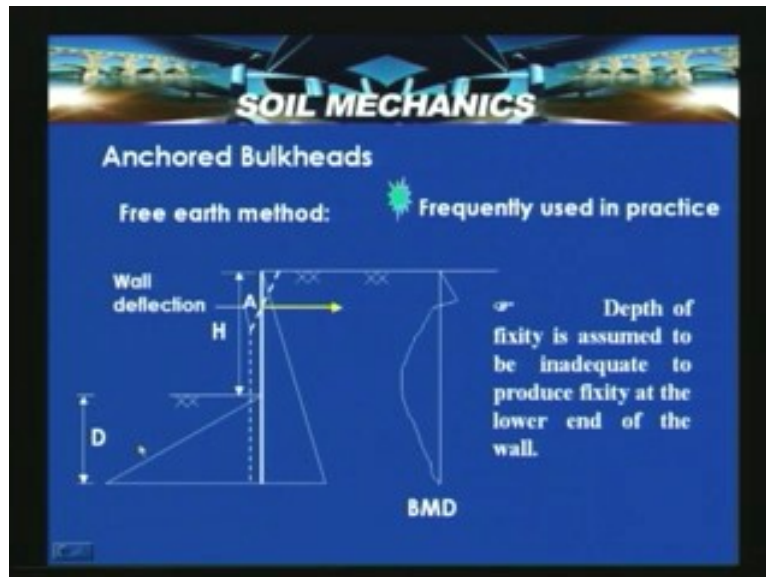 SOIL MECHANICS
Anchored Bulkheads
Free earth method:
Frequently used in practice
Wall
deflection
A
H
D
BMD
Depth of
fixity is assumed to
be inadequate to
produce fixity at the
lower end of the
wall.